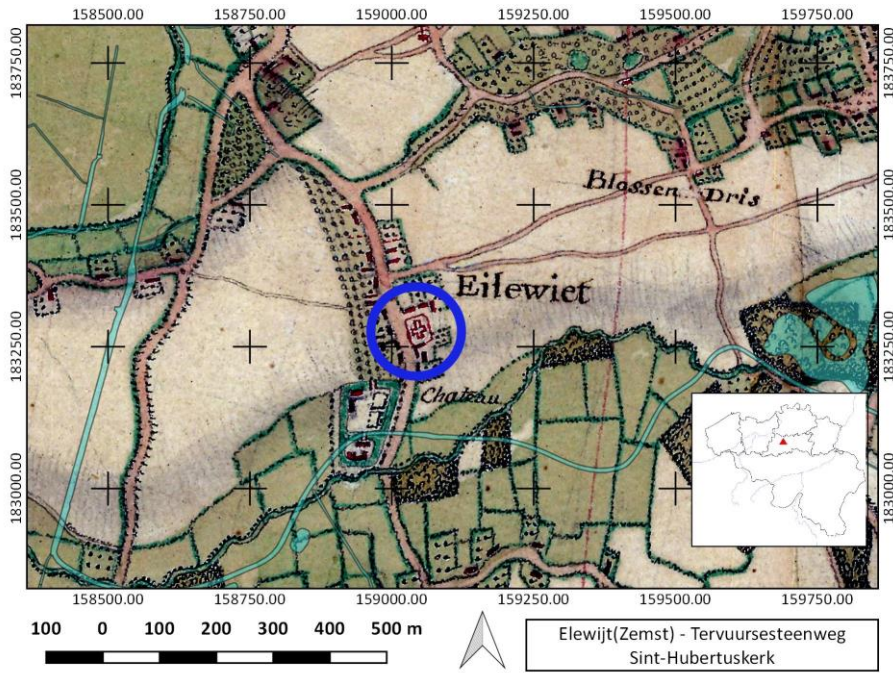 158500.00 158750.00 159000.00 159250.00 159500.00 159750.00
183750.00 183750.00
183500.00 183500.00
Blassen Dris
Eilewiet
183250.00 183250.00
Chateau
183000.00 183000.00
158500.00 158750.00 159000.00 159250.00 159500.00 159750.00
100 0 100 200 300 400 500 m
Elewijt(Zemst) - Tervuursesteenweg
Sint-Hubertuskerk